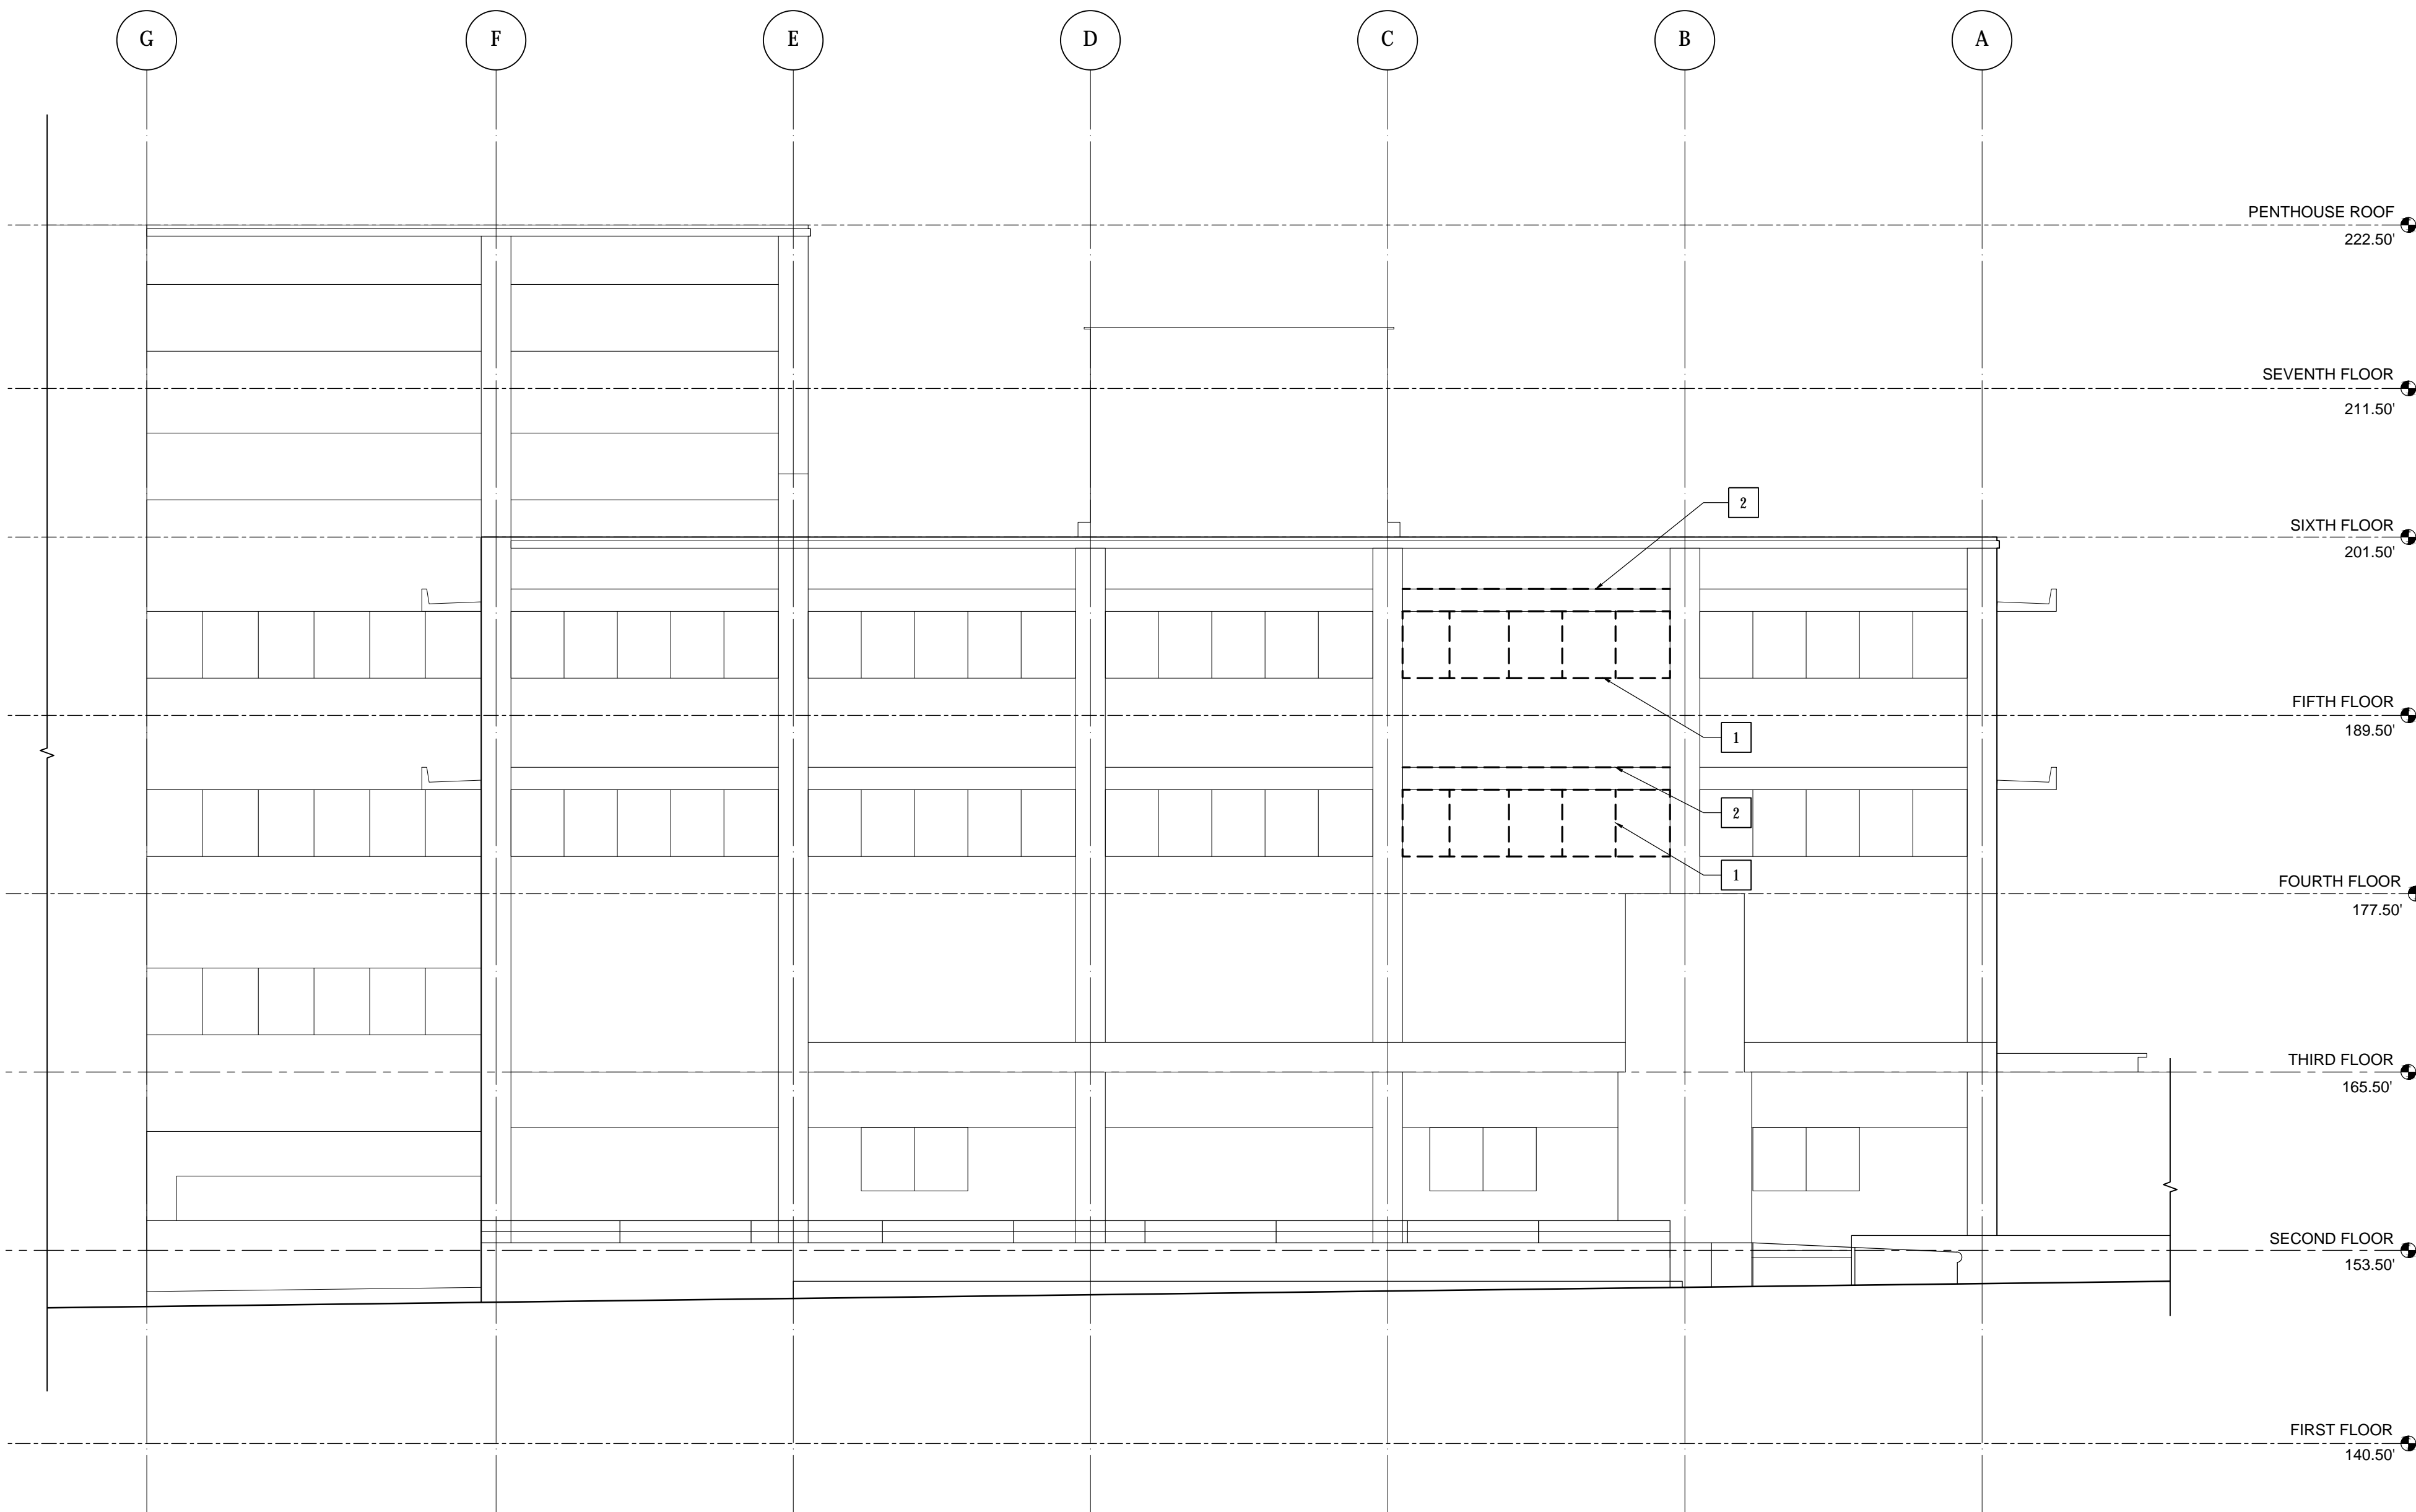 G F E D C B A
PENTHOUSE ROOF
222.50'
SEVENTH FLOOR
211.50'
2
SIXTH FLOOR
201.50'
FIFTH FLOOR
189.50'
1
2
1
FOURTH FLOOR
177.50'
THIRD FLOOR
165.50'
SECOND FLOOR
153.50'
FIRST FLOOR
140.50'